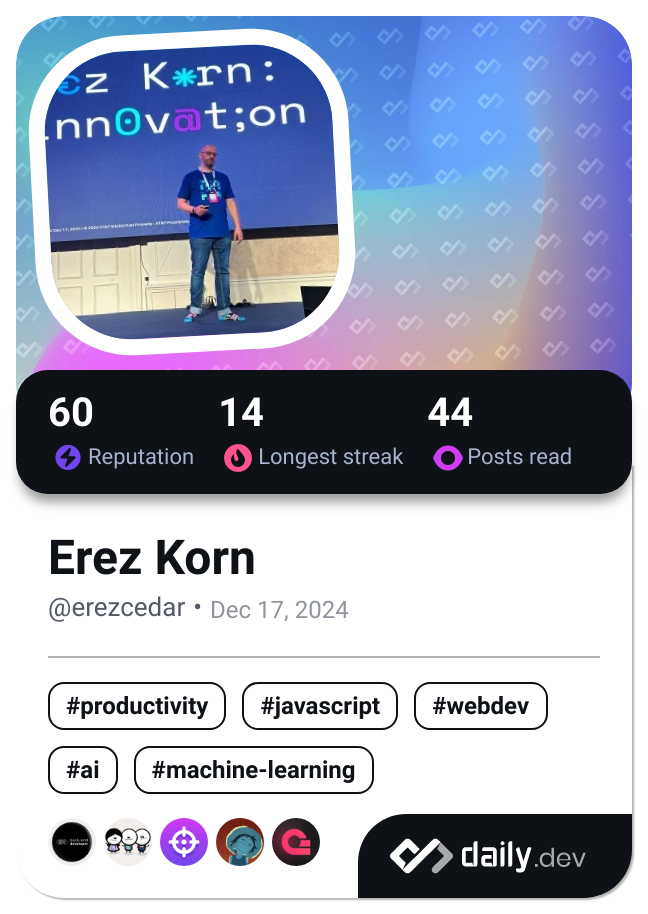 ez K*rn:
nn0v@t;on
60
14
44
Reputation
Longest streak
Posts read
Erez Korn
@erezcedar • Dec 17, 2024
#productivity
#javascript
#webdev
#ai
#machine-learning
daily.dev